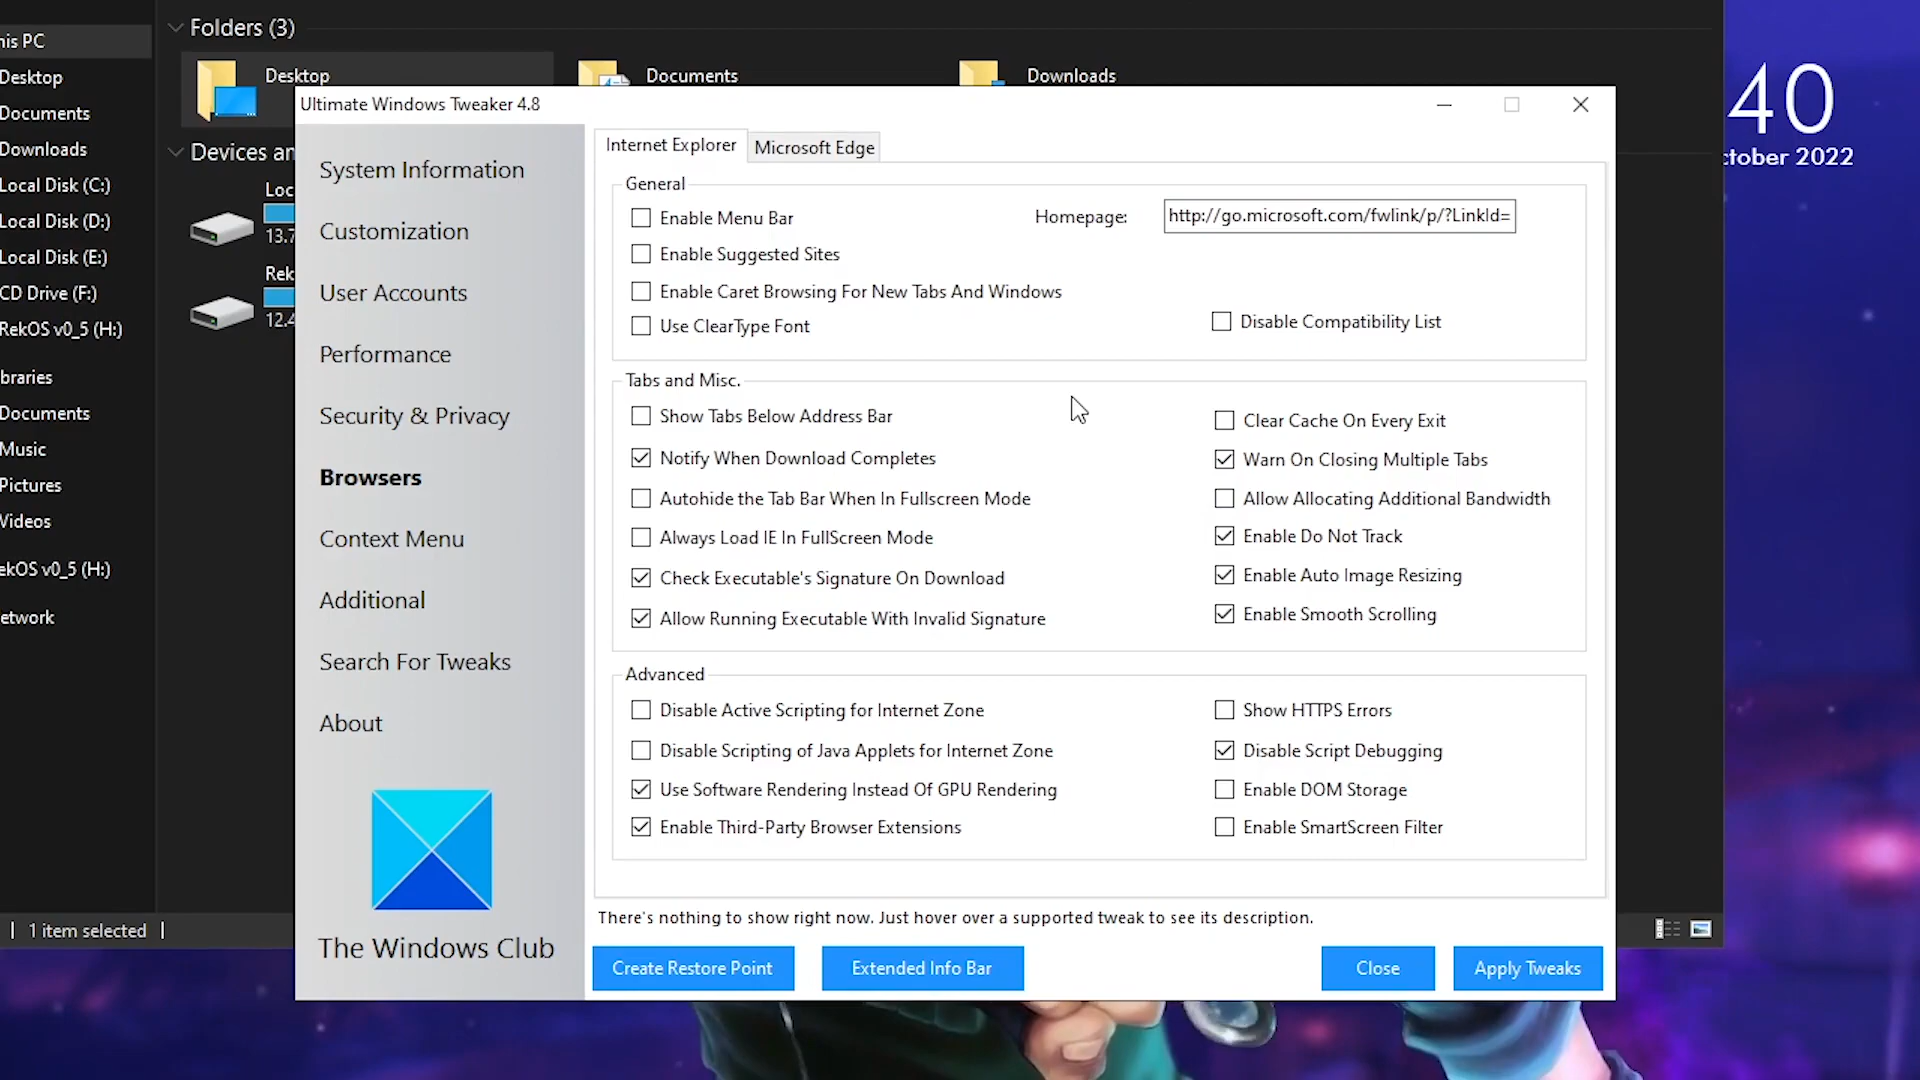 Folders (3)
his PC
Desktop
Documents
Downloads
Local Disk (C:)
Local Disk (D:)
Local Disk (E:)
CD Drive (F:)
RekOS v0_5 (H:)
braries
Documents
Music
Pictures
Videos
ekOS v0_5 (H:)
etwork
1 item selected
Desktop
Documents
Downloads
Devices an
Loc
13.7
Rek
12.4
40
ctober 2022
Ultimate Windows Tweaker 4.8
System Information
Customization
User Accounts
Performance
Security & Privacy
Browsers
Context Menu
Additional
Search For Tweaks
About
The Windows Club
Internet Explorer
Microsoft Edge
General
Enable Menu Bar
Homepage: http://go.microsoft.com/fwlink/p/?LinkId=
Enable Suggested Sites
Enable Caret Browsing For New Tabs And Windows
Use ClearType Font
Disable Compatibility List
Tabs and Misc.
Show Tabs Below Address Bar
Notify When Download Completes
Autohide the Tab Bar When In Fullscreen Mode
Always Load IE In FullScreen Mode
Check Executable's Signature On Download
Allow Running Executable With Invalid Signature
Clear Cache On Every Exit
Warn On Closing Multiple Tabs
Allow Allocating Additional Bandwidth
Enable Do Not Track
Enable Auto Image Resizing
Enable Smooth Scrolling
Advanced
Disable Active Scripting for Internet Zone
Disable Scripting of Java Applets for Internet Zone
Use Software Rendering Instead Of GPU Rendering
Enable Third-Party Browser Extensions
Show HTTPS Errors
Disable Script Debugging
Enable DOM Storage
Enable SmartScreen Filter
There's nothing to show right now. Just hover over a supported tweak to see its description.
Create Restore Point
Extended Info Bar
Close
Apply Tweaks